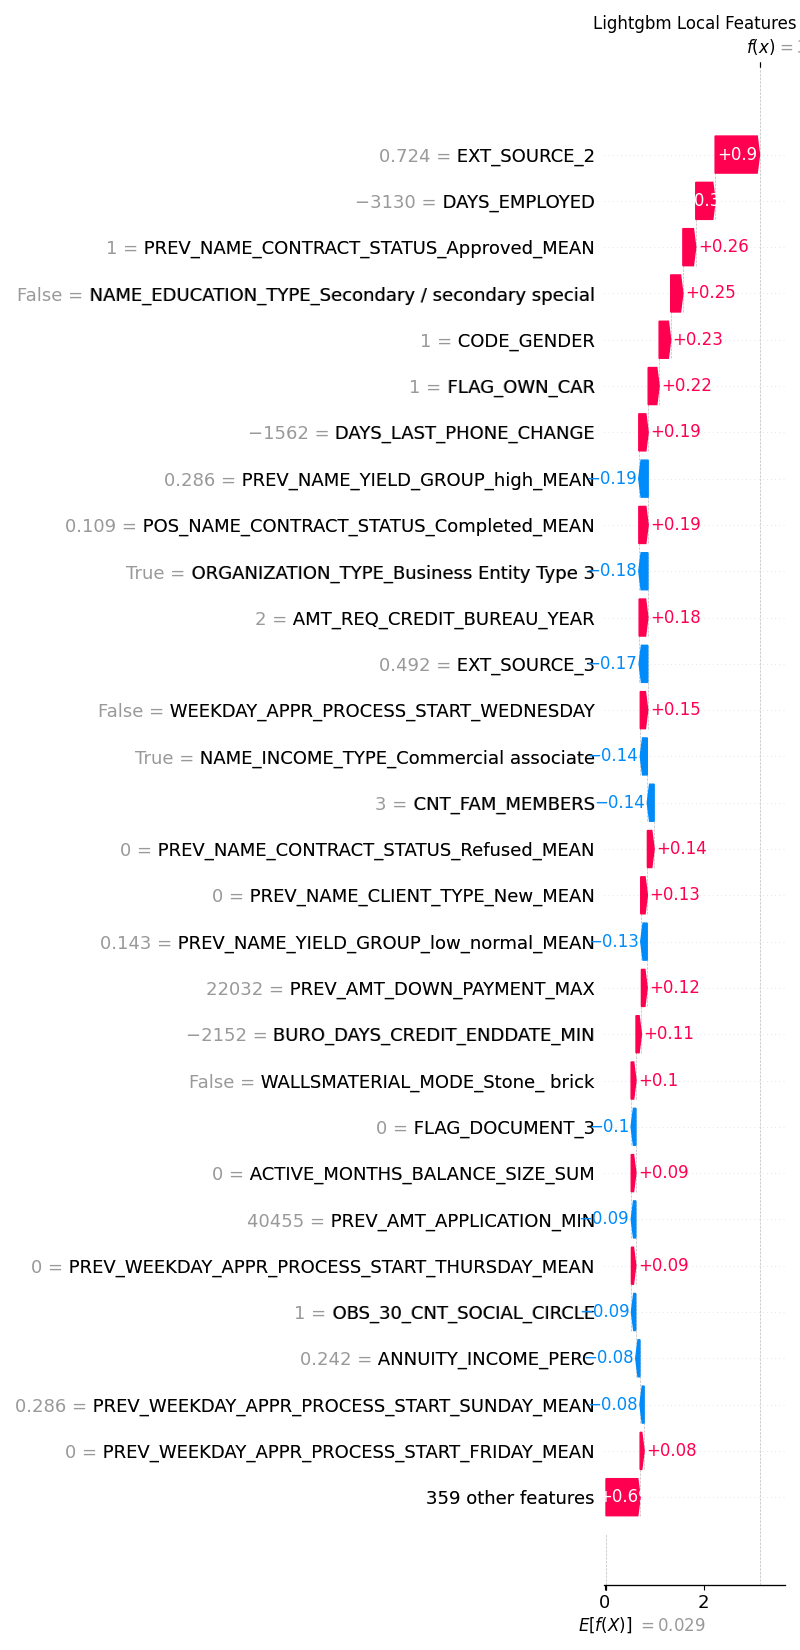 Lightgbm Local Features
f(x) =
0.724 = EXT_SOURCE_2 +0.9
−3130 = DAYS_EMPLOYED
1 = PREV_NAME_CONTRACT_STATUS_Approved_MEAN +0.26
False = NAME_EDUCATION_TYPE_Secondary / secondary special +0.25
1 = CODE_GENDER +0.23
1 = FLAG_OWN_CAR +0.22
−1562 = DAYS_LAST_PHONE_CHANGE +0.19
0.286 = PREV_NAME_YIELD_GROUP_high_MEAN −0.19
0.109 = POS_NAME_CONTRACT_STATUS_Completed_MEAN +0.19
True = ORGANIZATION_TYPE_Business Entity Type 3 −0.18
2 = AMT_REQ_CREDIT_BUREAU_YEAR +0.18
0.492 = EXT_SOURCE_3 −0.17
False = WEEKDAY_APPR_PROCESS_START_WEDNESDAY +0.15
True = NAME_INCOME_TYPE_Commercial associate −0.14
3 = CNT_FAM_MEMBERS −0.14
0 = PREV_NAME_CONTRACT_STATUS_Refused_MEAN +0.14
0 = PREV_NAME_CLIENT_TYPE_New_MEAN +0.13
0.143 = PREV_NAME_YIELD_GROUP_low_normal_MEAN −0.13
22032 = PREV_AMT_DOWN_PAYMENT_MAX +0.12
−2152 = BURO_DAYS_CREDIT_ENDDATE_MIN +0.11
False = WALLSMATERIAL_MODE_Stone_ brick +0.1
0 = FLAG_DOCUMENT_3 −0.1
0 = ACTIVE_MONTHS_BALANCE_SIZE_SUM +0.09
40455 = PREV_AMT_APPLICATION_MIN −0.09
0 = PREV_WEEKDAY_APPR_PROCESS_START_THURSDAY_MEAN +0.09
1 = OBS_30_CNT_SOCIAL_CIRCLE −0.09
0.242 = ANNUITY_INCOME_PERC −0.08
0.286 = PREV_WEEKDAY_APPR_PROCESS_START_SUNDAY_MEAN −0.08
0 = PREV_WEEKDAY_APPR_PROCESS_START_FRIDAY_MEAN +0.08
359 other features
0 2
E[f(X)] = 0.029